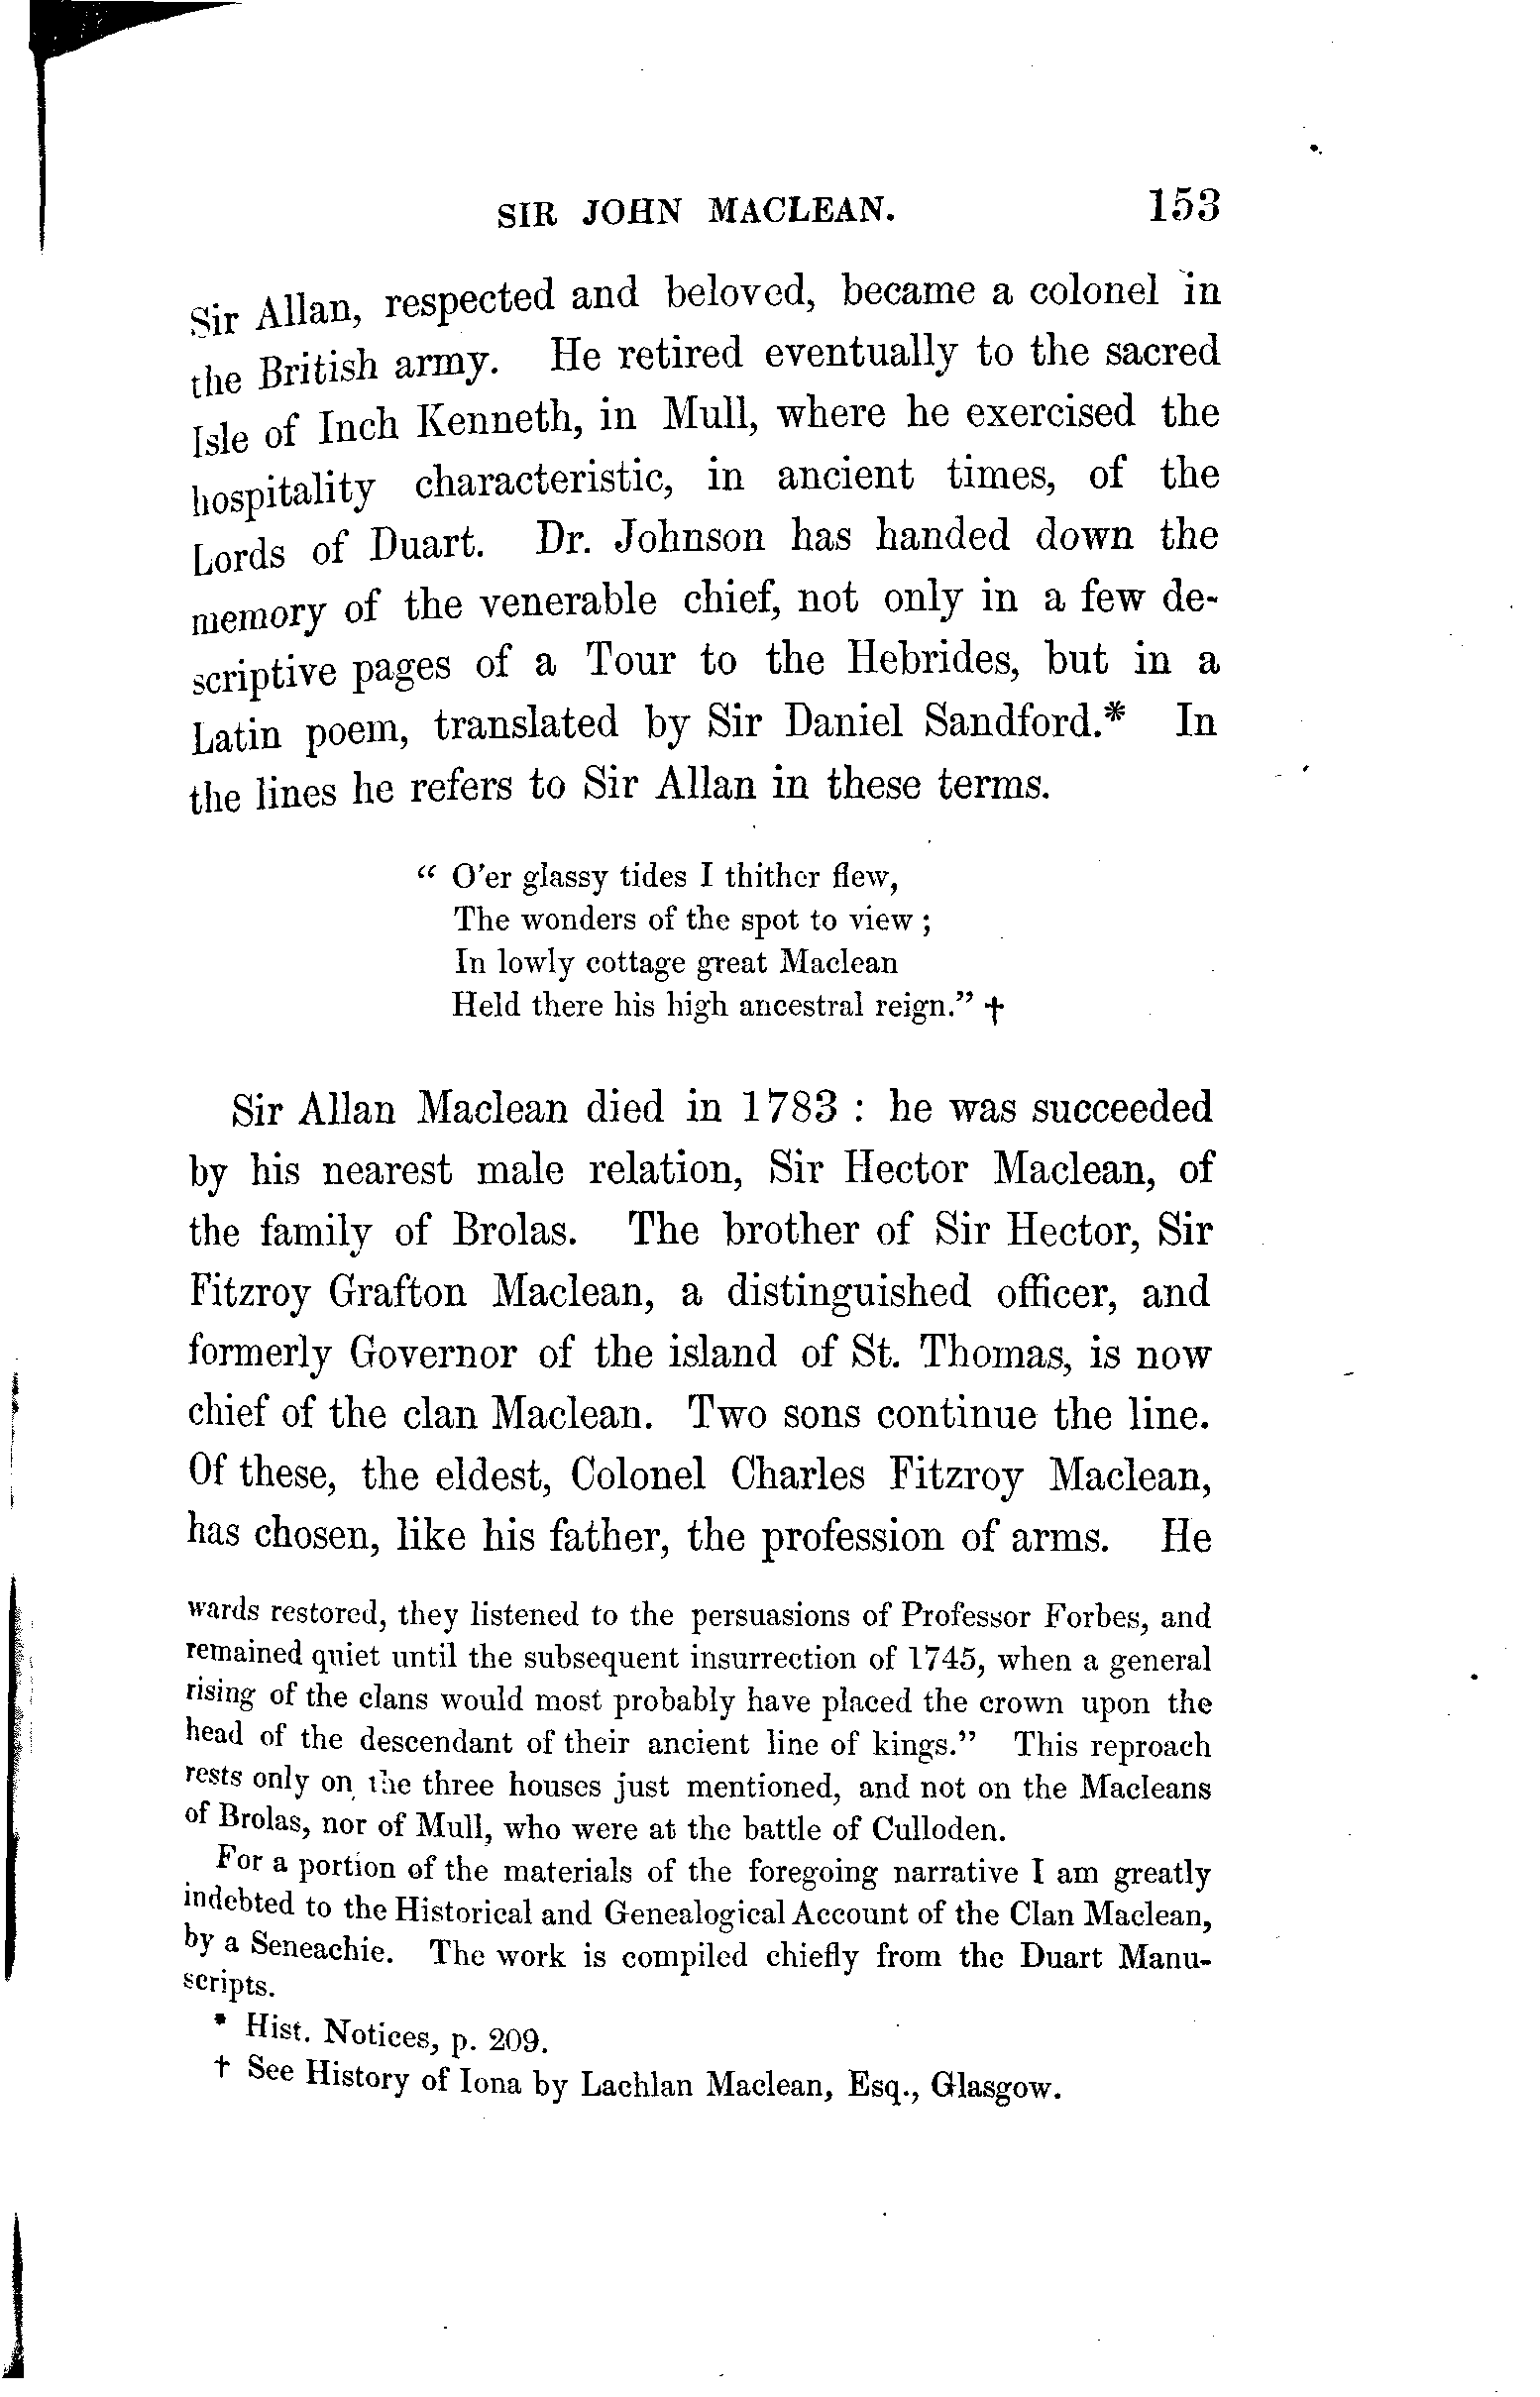 SIR JOHN MACLEAN. 153
Sir Allan, respected and beloved, became a colonel in
the British army. He retired eventually to the sacred
Isle of Inch Kenneth, in Mull, where he exercised the
hospitality characteristic, in ancient times, of the
Lords of Duart. Dr. Johnson has handed down the
memory of the venerable chief, not only in a few de-
scriptive pages of a Tour to the Hebrides, but in a
Latin poem, translated by Sir Daniel Sandford.* In
the lines he refers to Sir Allan in these terms.
“ O’er glassy tides I thither flew,
The wonders of the spot to view ;
In lowly cottage great Maclean
Held there his high ancestral reign.” †
Sir Allan Maclean died in 1783 : he was succeeded
by his nearest male relation, Sir Hector Maclean, of
the family of Brolas. The brother of Sir Hector, Sir
Fitzroy Grafton Maclean, a distinguished officer, and
formerly Governor of the island of St. Thomas, is now
chief of the clan Maclean. Two sons continue the line.
Of these, the eldest, Colonel Charles Fitzroy Maclean,
has chosen, like his father, the profession of arms. He
wards restored, they listened to the persuasions of Professor Forbes, and
remained quiet until the subsequent insurrection of 1745, when a general
rising of the clans would most probably have placed the crown upon the
head of the descendant of their ancient line of kings.” This reproach
rests only on the three houses just mentioned, and not on the Macleans
of Brolas, nor of Mull, who were at the battle of Culloden.
For a portion of the materials of the foregoing narrative I am greatly
indebted to the Historical and Genealogical Account of the Clan Maclean,
by a Seneachie. The work is compiled chiefly from the Duart Manu-
scripts.
* Hist. Notices, p. 209.
† See History of Iona by Lachlan Maclean, Esq., Glasgow.